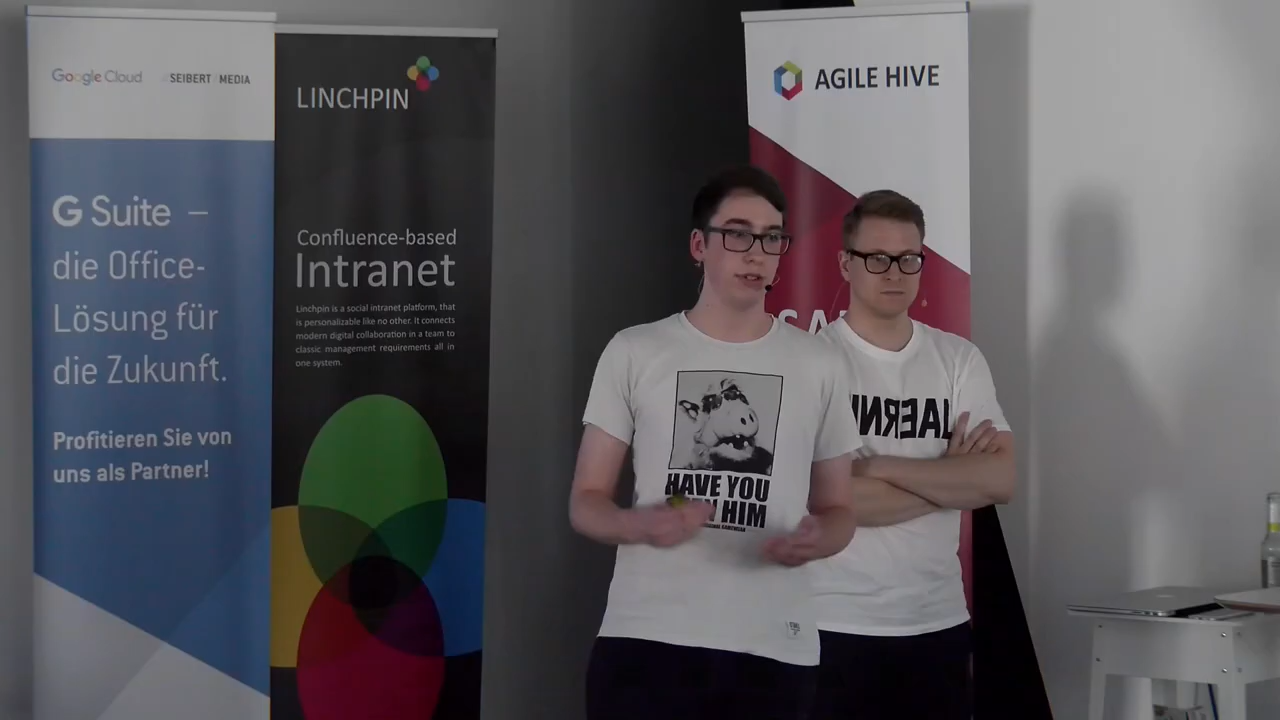 Google Cloud
SEIBERT MEDIA
G Suite –
die Office-
Lösung für
die Zukunft.
Profitieren Sie von
uns als Partner!
LINCHPIN
Confluence-based
Intranet
Linchpin is a social intranet platform, that
is personalizable like no other. It connects
modern digital collaboration in a team to
classic management requirements all in
one system.
AGILE HIVE
HAVE YOU
HIM